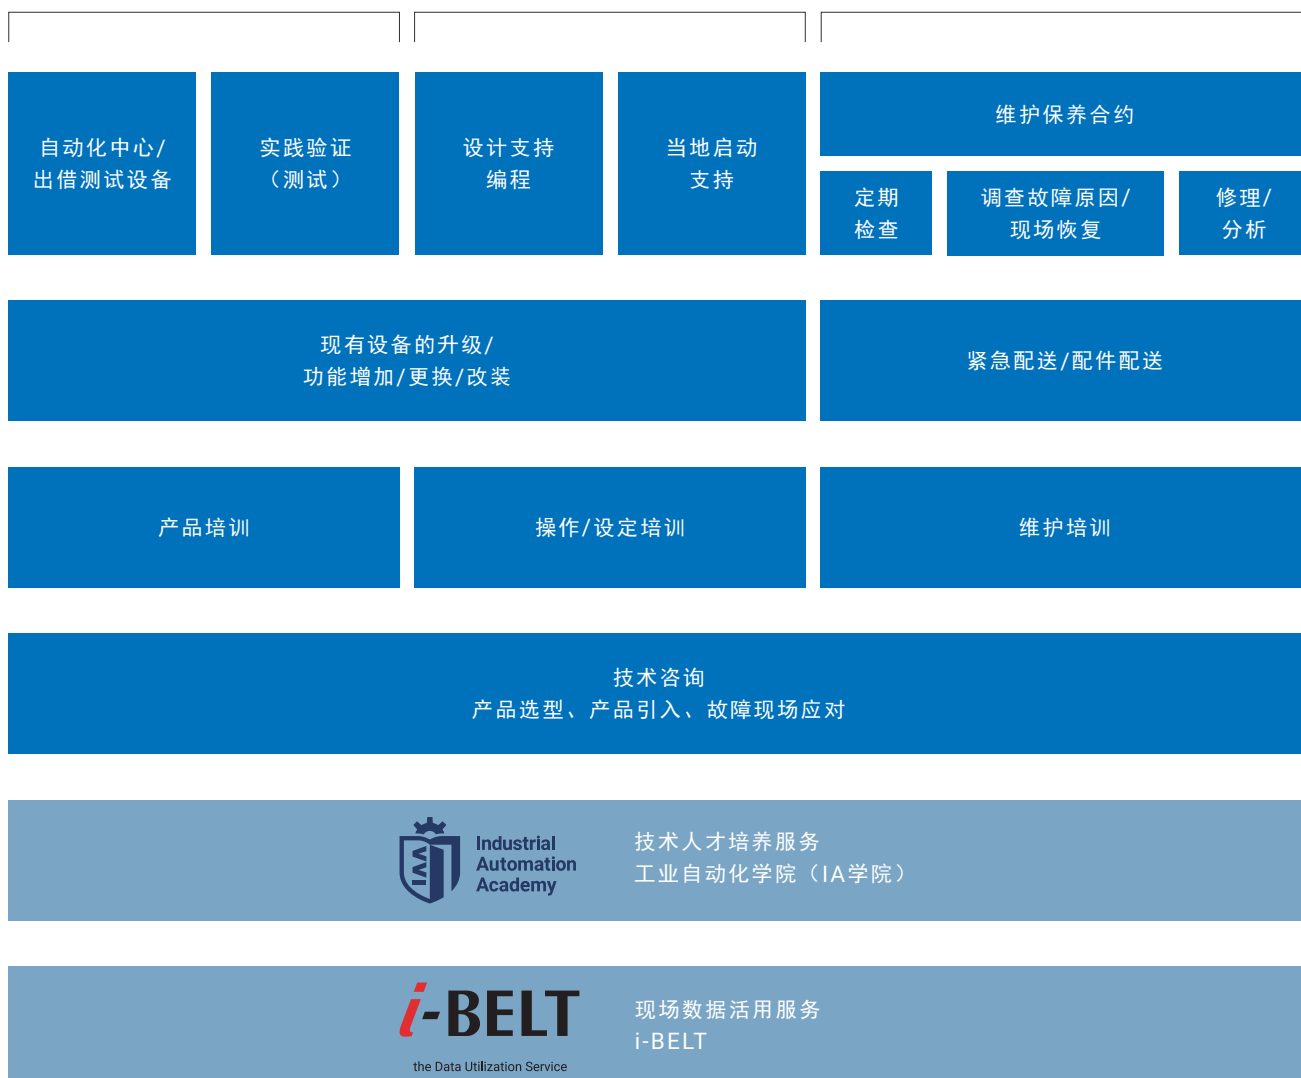 自动化中心/
出借测试设备
实践验证
（测试）
设计支持
编程
当地启动
支持
维护保养合约
定期
检查
调查故障原因/
现场恢复
修理/
分析
现有设备的升级/
功能增加/更换/改装
紧急配送/配件配送
产品培训
操作/设定培训
维护培训
技术咨询
产品选型、产品引入、故障现场应对
Industrial
Automation
Academy
技术人才培养服务
工业自动化学院（IA学院）
i-BELT
the Data Utilization Service
现场数据活用服务
i-BELT